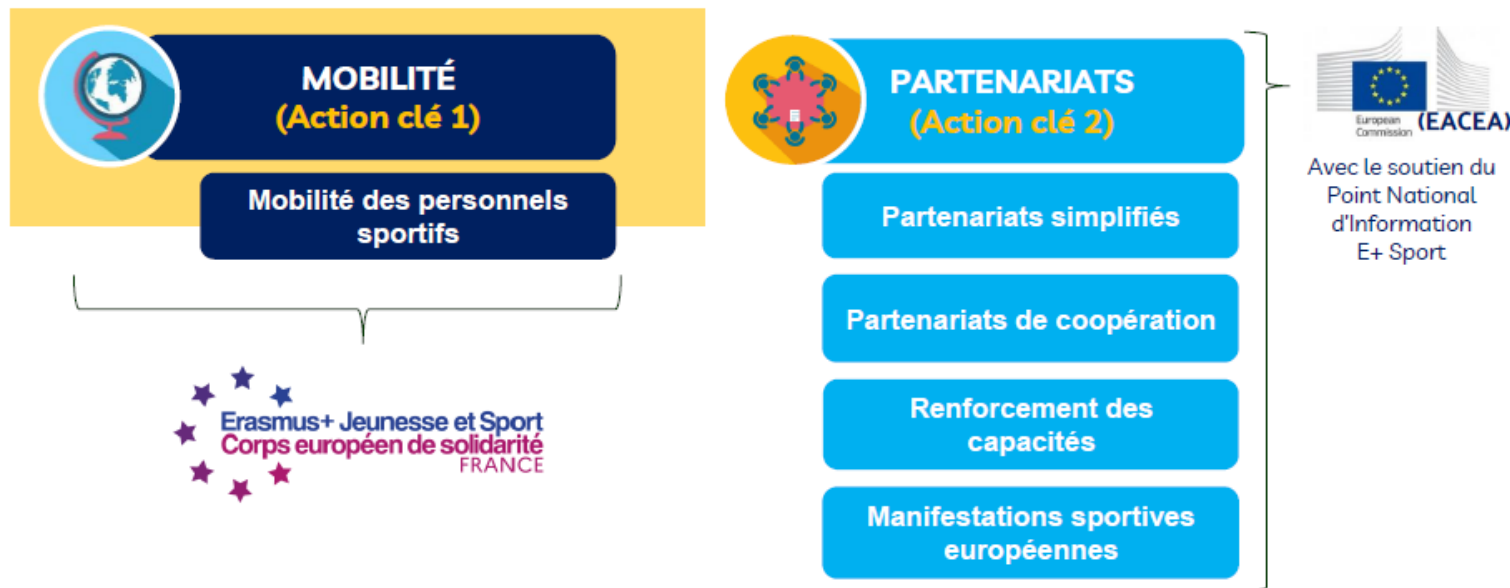 MOBILITÉ
(Action clé 1)
Mobilité des personnels
sportifs
Erasmus+ Jeunesse et Sport
Corps européen de solidarité
FRANCE
PARTENARIATS
(Action clé 2)
Partenariats simplifiés
Partenariats de coopération
Renforcement des
capacités
Manifestations sportives
européennes
European
Commission (EACEA)
Avec le soutien du
Point National
d'Information
E+ Sport